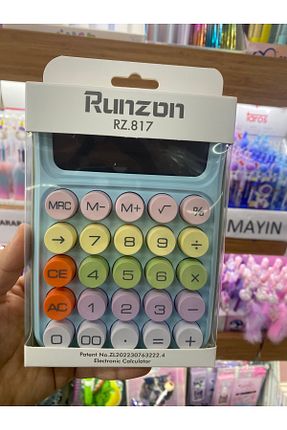 Runzon
RZ.817
MRC M- M+ √ %
→ 7 8 9 ÷
CE 4 5 6 ×
AC 1 2 3 -
0 00 · = +
Patent No.ZL202230763222.4
Electronic Calculator
MAYIN
ARA